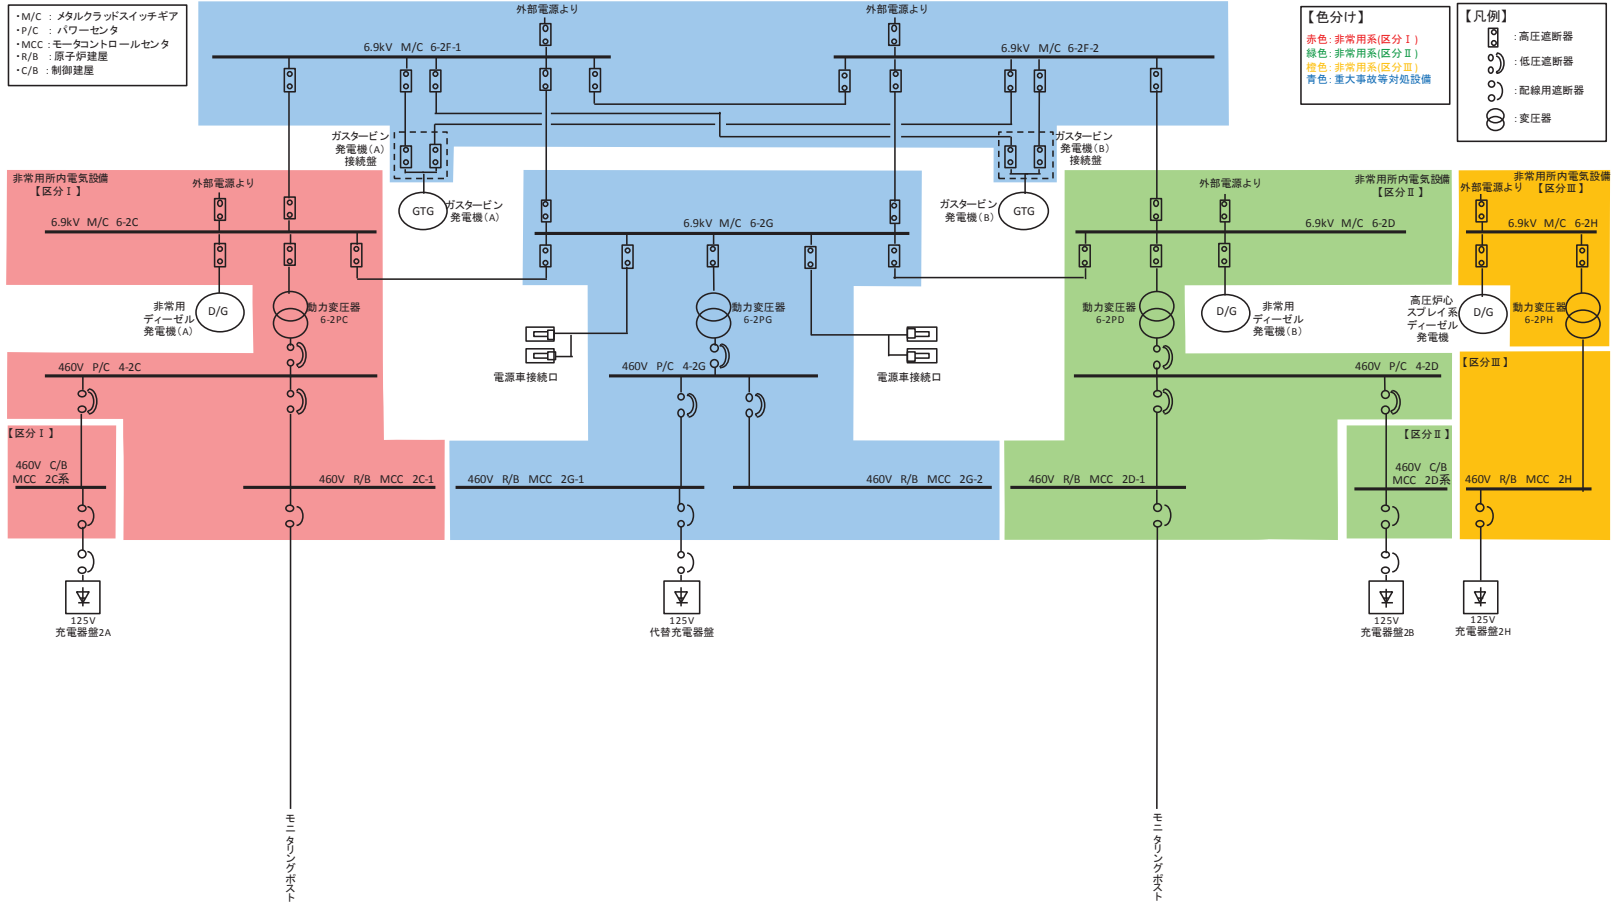 ・M/C ： メタルクラッドスイッチギア
・P/C ： パワーセンタ
・MCC ：モータコントロールセンタ
・R/B ：原子炉建屋
・C/B ：制御建屋
外部電源より
外部電源より
6.9kV M/C 6-2F-1
6.9kV M/C 6-2F-2
【色分け】
赤色：非常用系(区分Ⅰ)
緑色：非常用系(区分Ⅱ)
橙色：非常用系(区分Ⅲ)
青色：重大事故等対処設備
【凡例】
：高圧遮断器
：低圧遮断器
：配線用遮断器
：変圧器
ガスタービン
発電機(A)
接続盤
ガスタービン
発電機(B)
接続盤
GTG
ガスタービン
発電機(A)
ガスタービン
発電機(B)
GTG
非常用所内電気設備
【区分Ⅰ】
外部電源より
6.9kV M/C 6-2C
6.9kV M/C 6-2G
外部電源より
非常用所内電気設備
【区分Ⅱ】
6.9kV M/C 6-2D
非常用所内電気設備
外部電源より 【区分Ⅲ】
6.9kV M/C 6-2H
非常用
ディーゼル
発電機(A)
D/G
動力変圧器
6-2PC
動力変圧器
6-2PG
動力変圧器
6-2PD
D/G
非常用
ディーゼル
発電機(B)
高圧炉心
スプレイ系
ディーゼル
発電機
D/G
動力変圧器
6-2PH
電源車接続口
電源車接続口
460V P/C 4-2C
460V P/C 4-2G
460V P/C 4-2D
【区分Ⅲ】
【区分Ⅰ】
【区分Ⅱ】
460V C/B
MCC 2C系
460V R/B MCC 2C-1
460V R/B MCC 2G-1
460V R/B MCC 2G-2
460V R/B MCC 2D-1
460V C/B
MCC 2D系
460V R/B MCC 2H
125V
充電器盤2A
125V
代替充電器盤
125V
充電器盤2B
125V
充電器盤2H
モニタリングポスト
モニタリングポスト